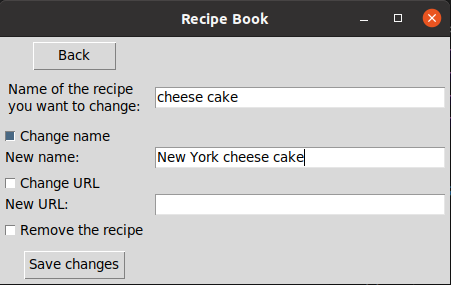 Recipe Book
Back
Name of the recipe
you want to change:
cheese cake
Change name
New name:
New York cheese cake
Change URL
New URL:
Remove the recipe
Save changes